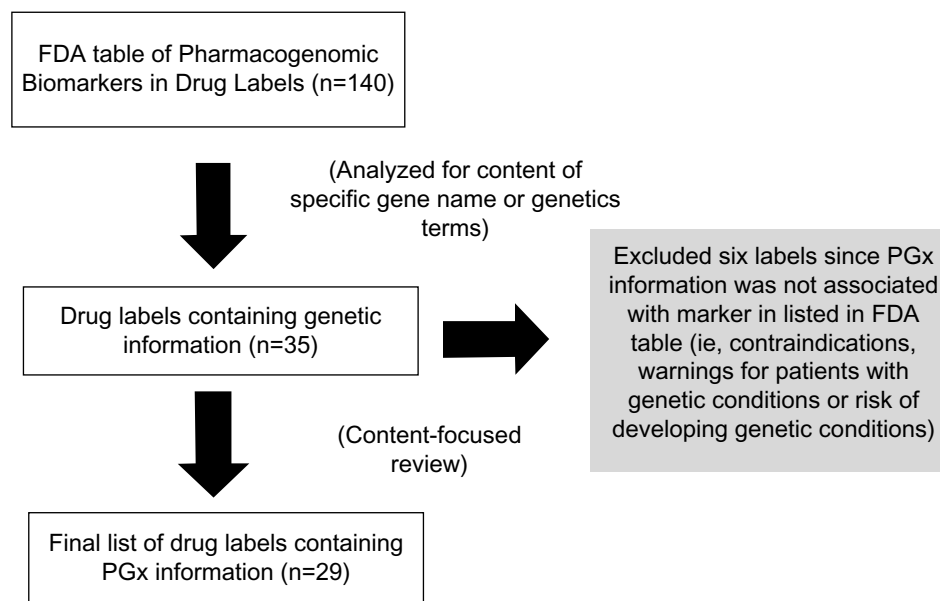 FDA table of Pharmacogenomic
Biomarkers in Drug Labels (n=140)
(Analyzed for content of
specific gene name or genetics
terms)
Drug labels containing genetic
information (n=35)
Excluded six labels since PGx
information was not associated
with marker in listed in FDA
table (ie, contraindications,
warnings for patients with
genetic conditions or risk of
developing genetic conditions)
(Content-focused
review)
Final list of drug labels containing
PGx information (n=29)